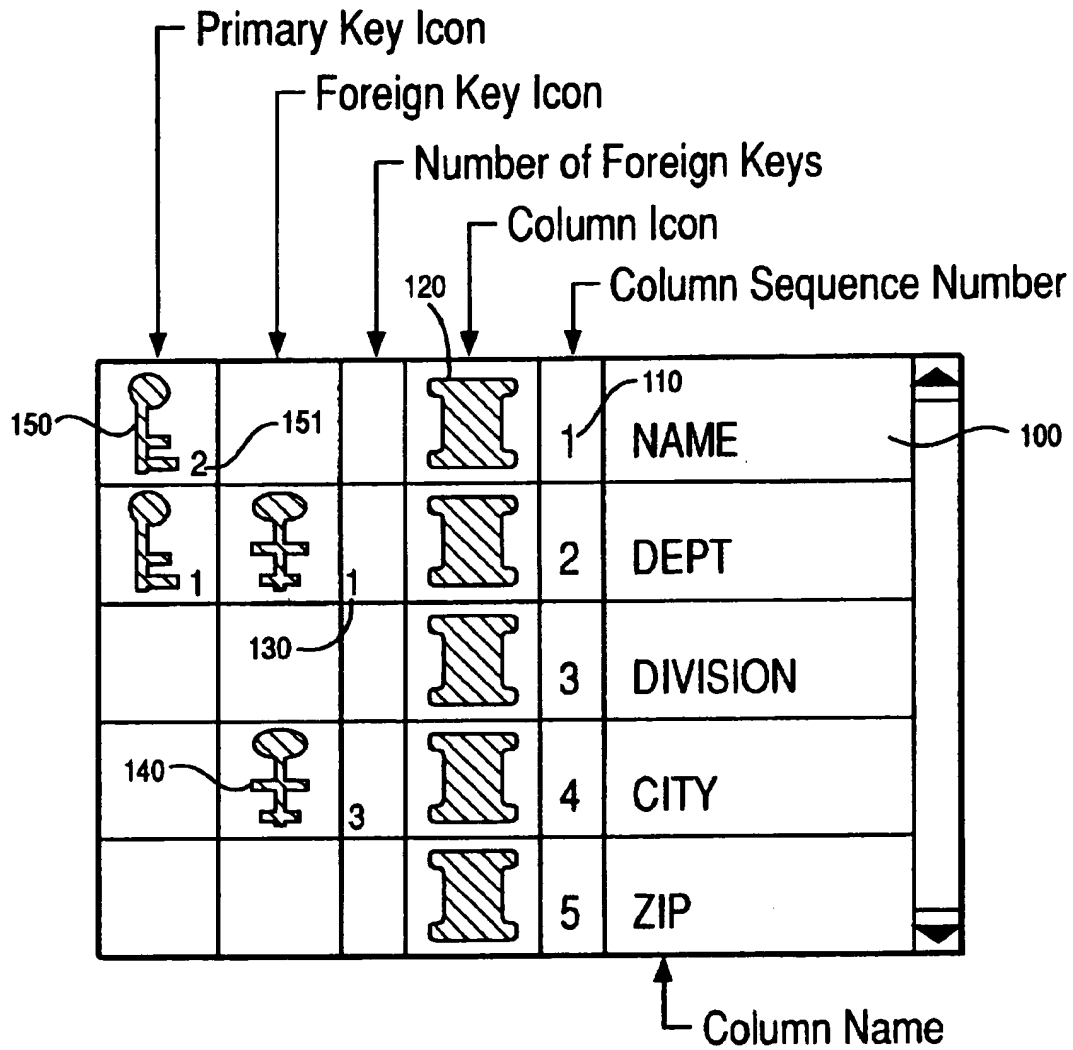 Primary Key Icon
Foreign Key Icon
Number of Foreign Keys
Column Icon
120
Column Sequence Number
150
2
151
1
110
NAME
100
1
1
2
DEPT
130
3
DIVISION
140
3
4
CITY
5
ZIP
Column Name